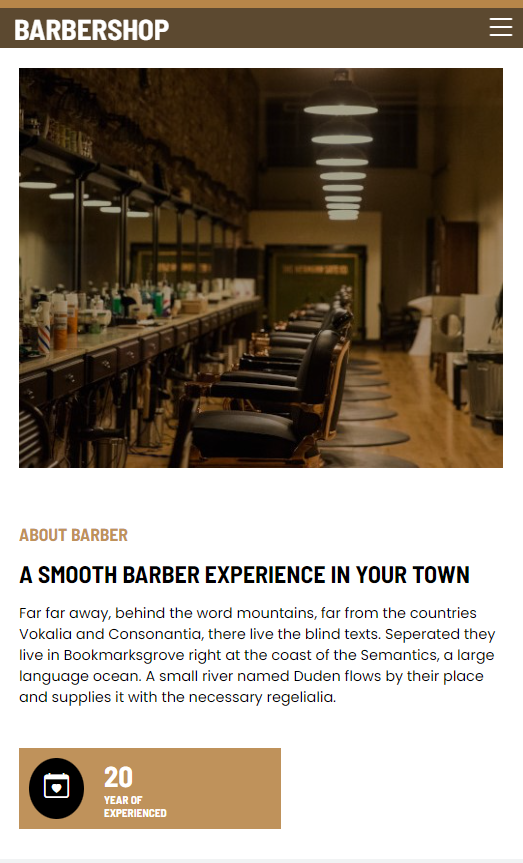 BARBERSHOP
ABOUT BARBER
A SMOOTH BARBER EXPERIENCE IN YOUR TOWN
Far far away, behind the word mountains, far from the countries
Vokalia and Consonantia, there live the blind texts. Seperated they
live in Bookmarksgrove right at the coast of the Semantics, a large
language ocean. A small river named Duden flows by their place
and supplies it with the necessary regelialia.
20
YEAR OF
EXPERIENCED